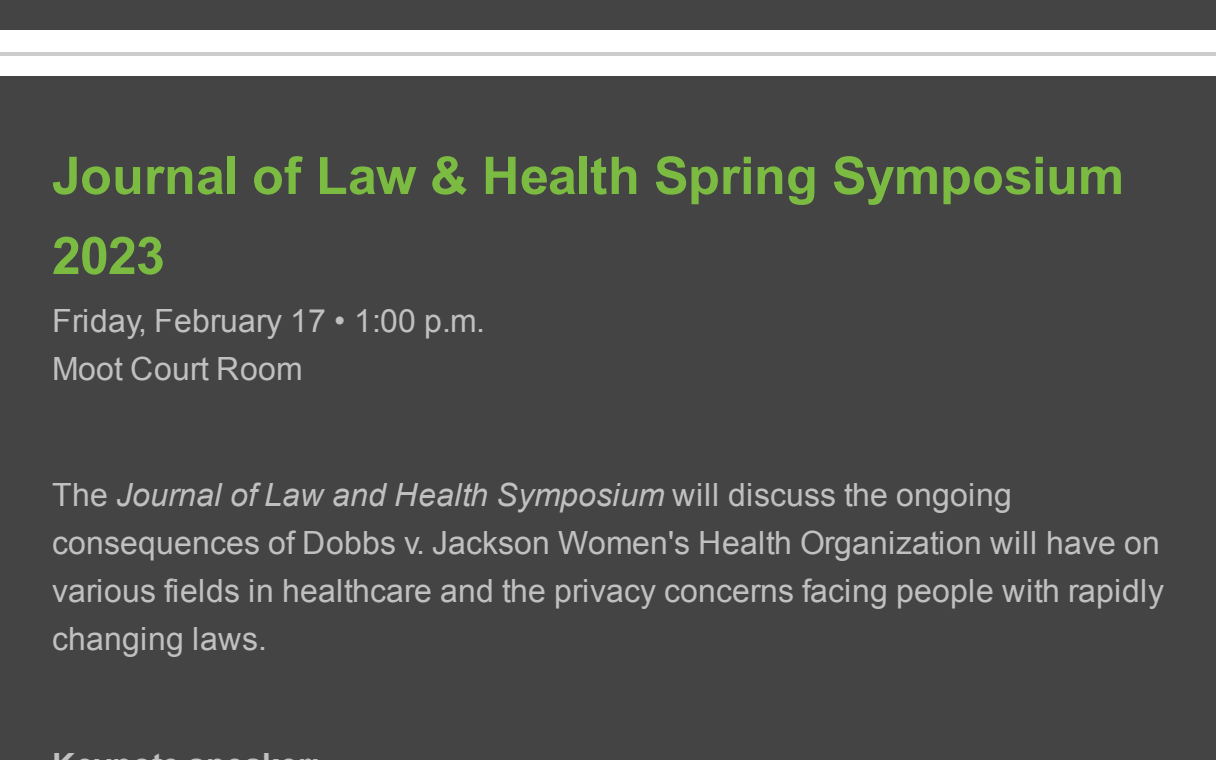 Journal of Law & Health Spring Symposium
2023
Friday, February 17 • 1:00 p.m.
Moot Court Room
The Journal of Law and Health Symposium will discuss the ongoing
consequences of Dobbs v. Jackson Women's Health Organization will have on
various fields in healthcare and the privacy concerns facing people with rapidly
changing laws.
Keynote speaker: